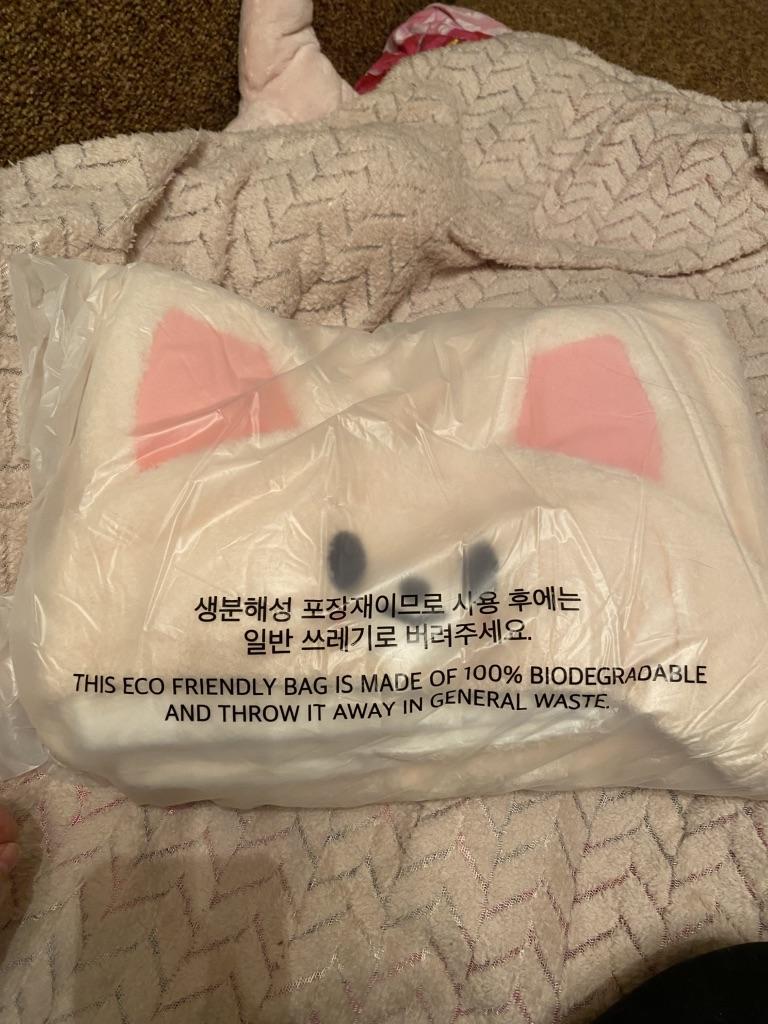 생분해성 포장재이므로 사용 후에는
일반 쓰레기로 버려주세요.
THIS ECO FRIENDLY BAG IS MADE OF 100% BIODEGRADABLE
AND THROW IT AWAY IN GENERAL WASTE.